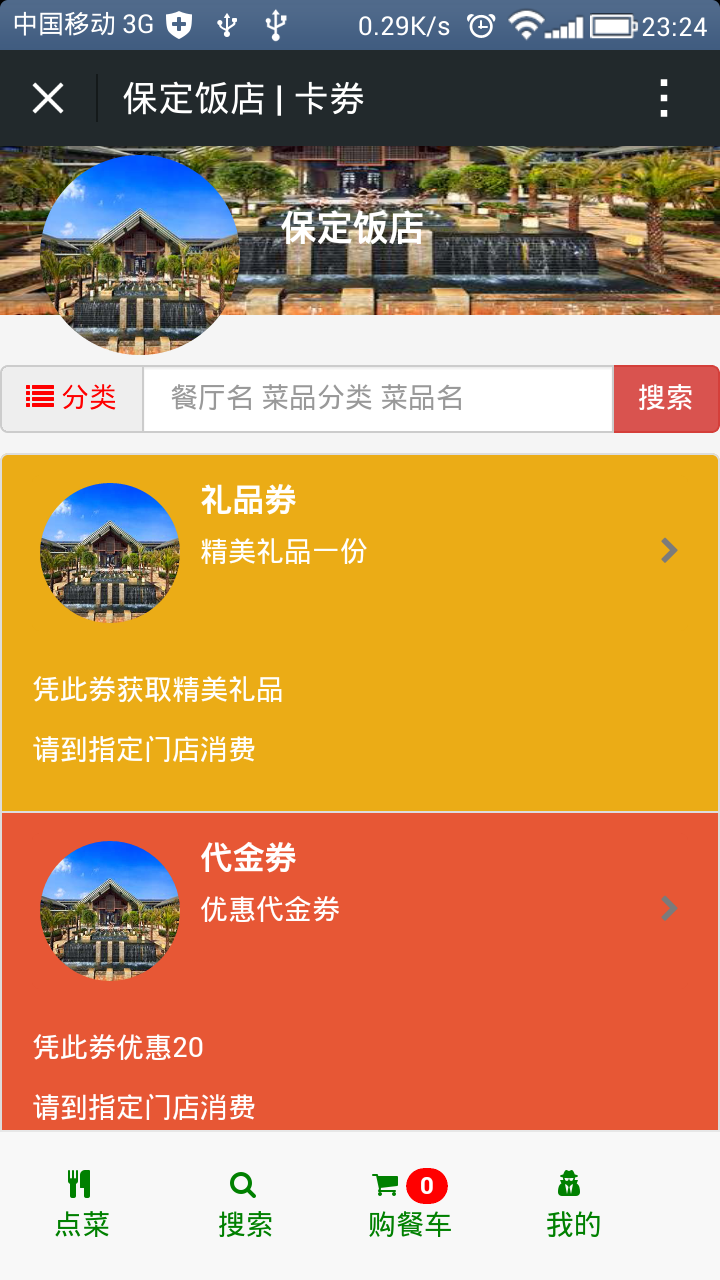 中国移动 3G 0.29K/s 23:24
保定饭店 | 卡券
保定饭店
分类 餐厅名 菜品分类 菜品名 搜索
礼品券
精美礼品一份
凭此券获取精美礼品
请到指定门店消费
代金券
优惠代金券
凭此券优惠20
请到指定门店消费
0
点菜 搜索 购餐车 我的